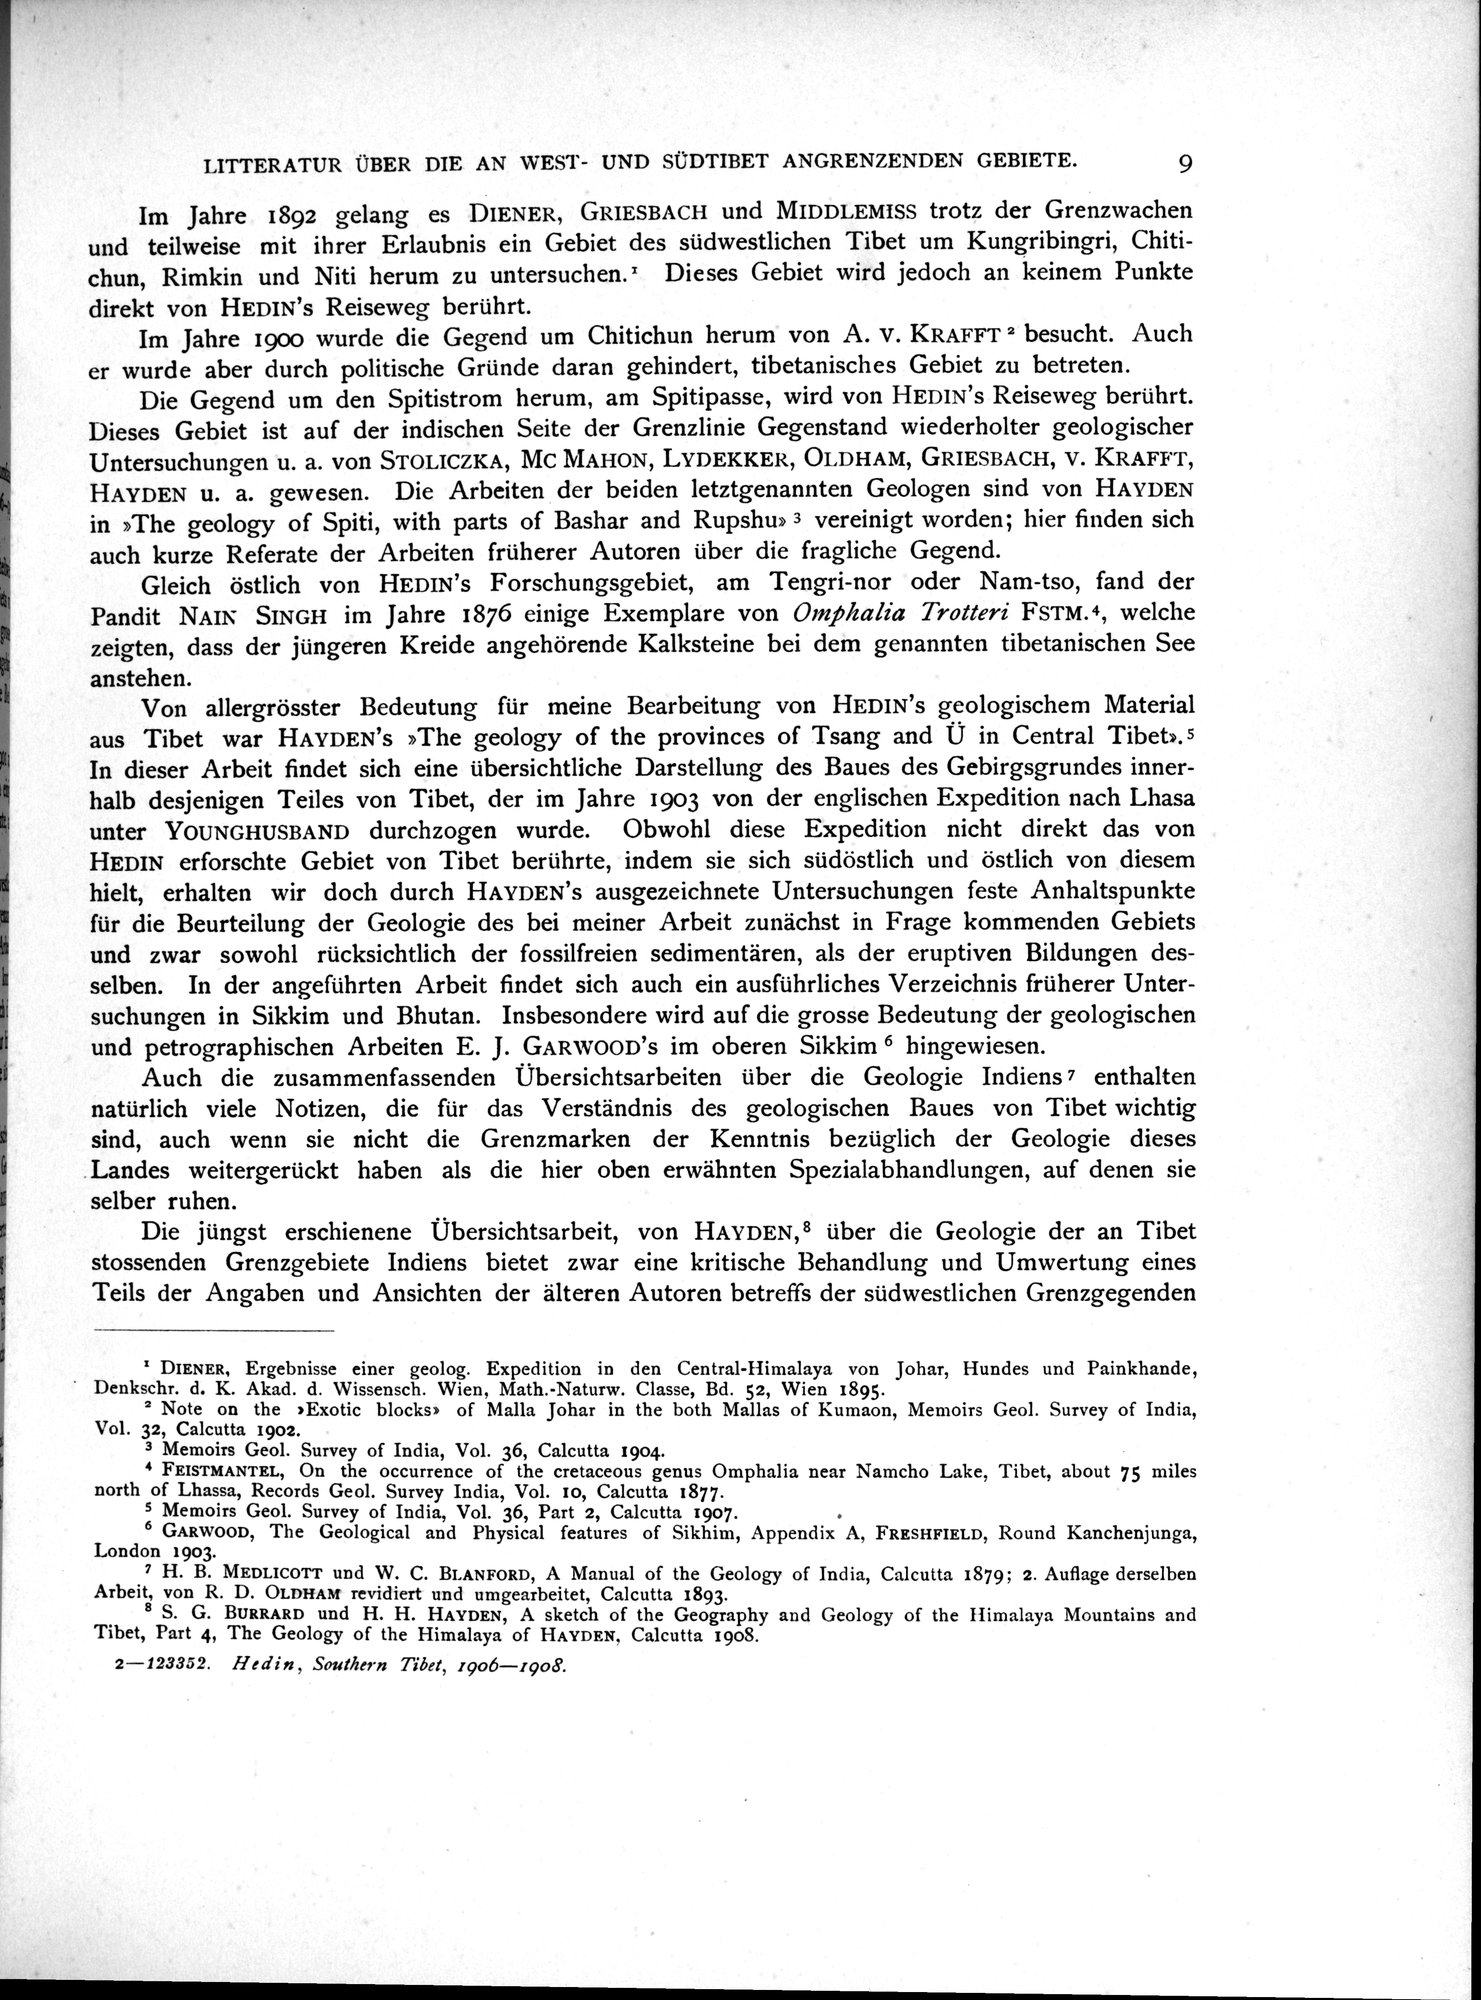 LITTERATUR ÜBER DIE AN WEST- UND SÜDTIBET ANGRENZENDEN GEBIETE. 9
Im Jahre 1892 gelang es DIENER, GRIESBACH und MIDDLEMISS trotz der Grenzwachen
und teilweise mit ihrer Erlaubnis ein Gebiet des südwestlichen Tibet um Kungribingri, Chiti-
chun, Rimkin und Niti herum zu untersuchen.¹ Dieses Gebiet wird jedoch an keinem Punkte
direkt von HEDIN's Reiseweg berührt.
Im Jahre 1900 wurde die Gegend um Chitichun herum von A. V. KRAFFT ² besucht. Auch
er wurde aber durch politische Gründe daran gehindert, tibetanisches Gebiet zu betreten.
Die Gegend um den Spitistrom herum, am Spitipasse, wird von HEDIN's Reiseweg berührt.
Dieses Gebiet ist auf der indischen Seite der Grenzlinie Gegenstand wiederholter geologischer
Untersuchungen u. a. von STOLICZKA, MC MAHON, LYDEKKER, OLDHAM, GRIESBACH, V. KRAFFT,
HAYDEN u. a. gewesen. Die Arbeiten der beiden letztgenannten Geologen sind von HAYDEN
in »The geology of Spiti, with parts of Bashar and Rupshu» ³ vereinigt worden; hier finden sich
auch kurze Referate der Arbeiten früherer Autoren über die fragliche Gegend.
Gleich östlich von HEDIN's Forschungsgebiet, am Tengri-nor oder Nam-tso, fand der
Pandit NAIN SINGH im Jahre 1876 einige Exemplare von Omphalia Trotteri FSTM.⁴, welche
zeigten, dass der jüngeren Kreide angehörende Kalksteine bei dem genannten tibetanischen See
anstehen.
Von allergrösster Bedeutung für meine Bearbeitung von HEDIN's geologischem Material
aus Tibet war HAYDEN's »The geology of the provinces of Tsang and Ü in Central Tibet».⁵
In dieser Arbeit findet sich eine übersichtliche Darstellung des Baues des Gebirgsgrundes inner-
halb desjenigen Teiles von Tibet, der im Jahre 1903 von der englischen Expedition nach Lhasa
unter YOUNGHUSBAND durchzogen wurde. Obwohl diese Expedition nicht direkt das von
HEDIN erforschte Gebiet von Tibet berührte, indem sie sich südöstlich und östlich von diesem
hielt, erhalten wir doch durch HAYDEN's ausgezeichnete Untersuchungen feste Anhaltspunkte
für die Beurteilung der Geologie des bei meiner Arbeit zunächst in Frage kommenden Gebiets
und zwar sowohl rücksichtlich der fossilfreien sedimentären, als der eruptiven Bildungen des-
selben. In der angeführten Arbeit findet sich auch ein ausführliches Verzeichnis früherer Unter-
suchungen in Sikkim und Bhutan. Insbesondere wird auf die grosse Bedeutung der geologischen
und petrographischen Arbeiten E. J. GARWOOD's im oberen Sikkim ⁶ hingewiesen.
Auch die zusammenfassenden Übersichtsarbeiten über die Geologie Indiens ⁷ enthalten
natürlich viele Notizen, die für das Verständnis des geologischen Baues von Tibet wichtig
sind, auch wenn sie nicht die Grenzmarken der Kenntnis bezüglich der Geologie dieses
Landes weitergerückt haben als die hier oben erwähnten Spezialabhandlungen, auf denen sie
selber ruhen.
Die jüngst erschienene Übersichtsarbeit, von HAYDEN,⁸ über die Geologie der an Tibet
stossenden Grenzgebiete Indiens bietet zwar eine kritische Behandlung und Umwertung eines
Teils der Angaben und Ansichten der älteren Autoren betreffs der südwestlichen Grenzgegenden
¹ DIENER, Ergebnisse einer geolog. Expedition in den Central-Himalaya von Johar, Hundes und Painkhande,
Denkschr. d. K. Akad. d. Wissensch. Wien, Math.-Naturw. Classe, Bd. 52, Wien 1895.
² Note on the ›Exotic blocks› of Malla Johar in the both Mallas of Kumaon, Memoirs Geol. Survey of India,
Vol. 32, Calcutta 1902.
³ Memoirs Geol. Survey of India, Vol. 36, Calcutta 1904.
⁴ FEISTMANTEL, On the occurrence of the cretaceous genus Omphalia near Namcho Lake, Tibet, about 75 miles
north of Lhassa, Records Geol. Survey India, Vol. 10, Calcutta 1877.
⁵ Memoirs Geol. Survey of India, Vol. 36, Part 2, Calcutta 1907.
⁶ GARWOOD, The Geological and Physical features of Sikhim, Appendix A, FRESHFIELD, Round Kanchenjunga,
London 1903.
⁷ H. B. MEDLICOTT und W. C. BLANFORD, A Manual of the Geology of India, Calcutta 1879; 2. Auflage derselben
Arbeit, von R. D. OLDHAM revidiert und umgearbeitet, Calcutta 1893.
⁸ S. G. BURRARD und H. H. HAYDEN, A sketch of the Geography and Geology of the Himalaya Mountains and
Tibet, Part 4, The Geology of the Himalaya of HAYDEN, Calcutta 1908.
2—123352. Hedin, Southern Tibet, 1906—1908.